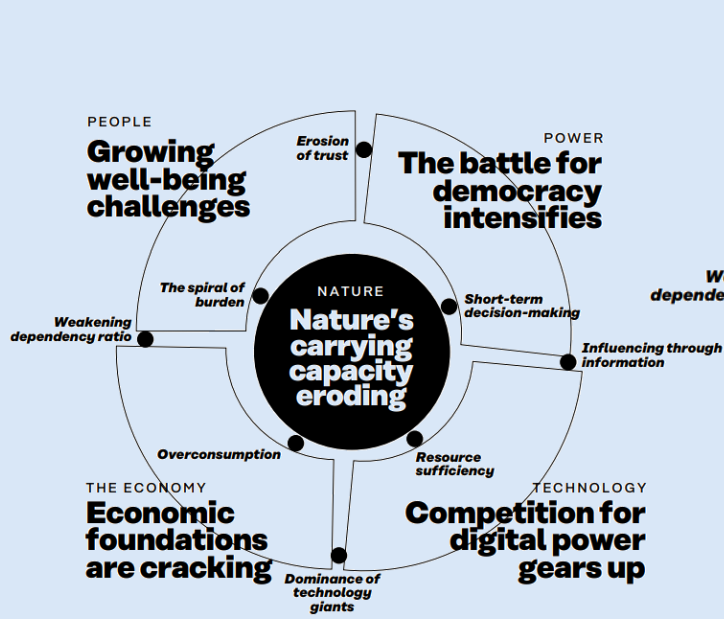 PEOPLE
Growing
well-being
challenges
Erosion
of trust
POWER
The battle for
democracy
intensifies
The spiral of
burden
Weakening
dependency ratio
NATURE
Nature's
carrying
capacity
eroding
Short-term
decision-making
Influencing through
information
Overconsumption
Resource
sufficiency
THE ECONOMY
Economic
foundations
are cracking
TECHNOLOGY
Competition for
digital power
gears up
Dominance of
technology
giants